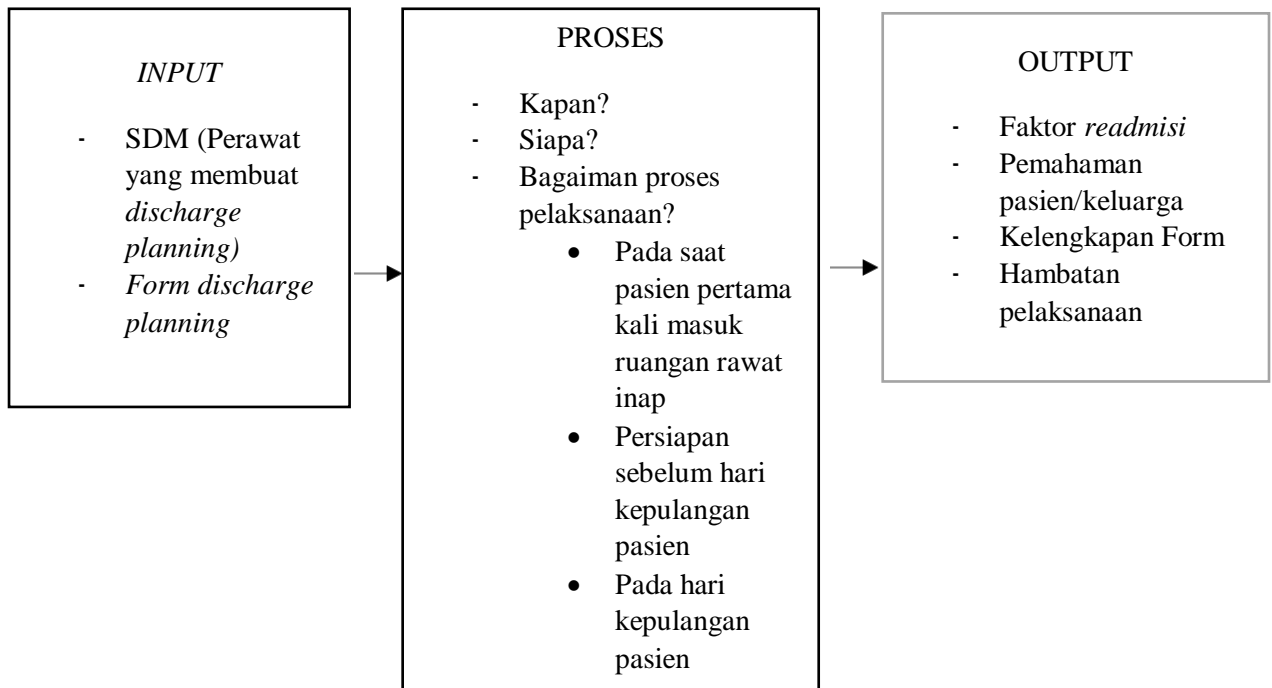 INPUT
- SDM (Perawat
yang membuat
discharge
planning)
- Form discharge
planning
PROSES
- Kapan?
- Siapa?
- Bagaiman proses
pelaksanaan?
• Pada saat
pasien pertama
kali masuk
ruangan rawat
inap
• Persiapan
sebelum hari
kepulangan
pasien
• Pada hari
kepulangan
pasien
OUTPUT
- Faktor readmisi
- Pemahaman
pasien/keluarga
- Kelengkapan Form
- Hambatan
pelaksanaan